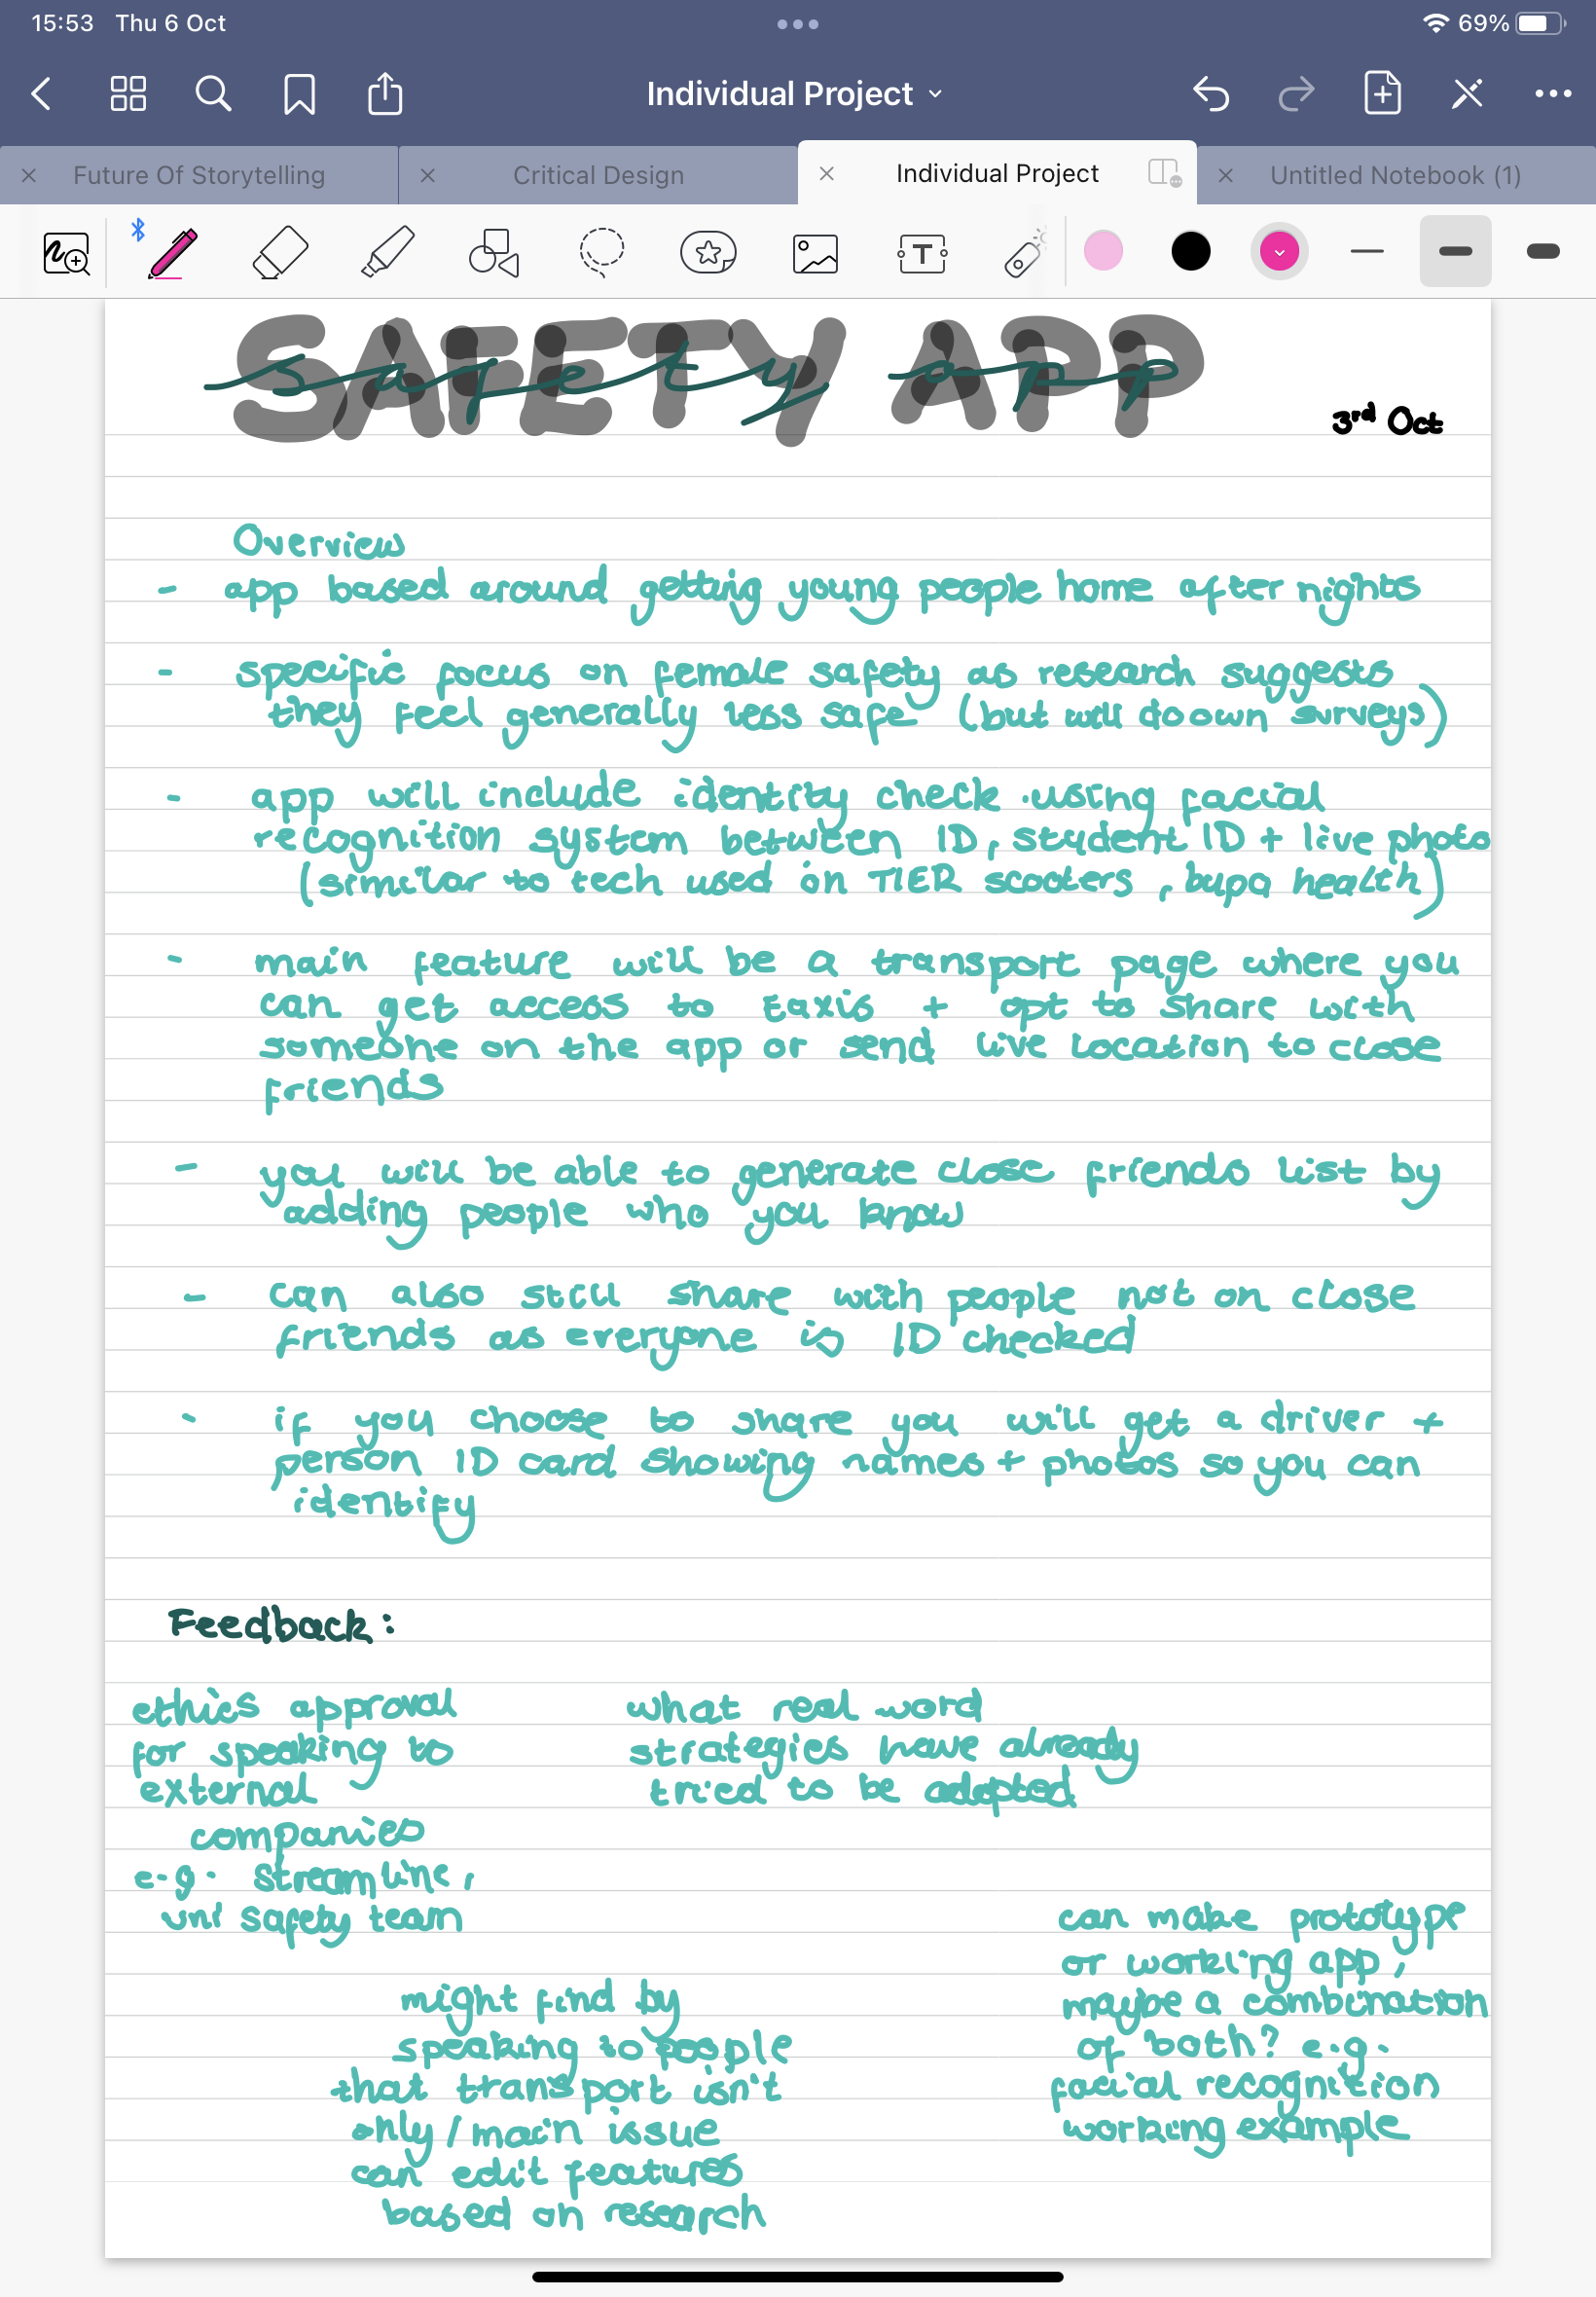 15:53 Thu 6 Oct
69%
Individual Project
Future Of Storytelling
Critical Design
Individual Project
Untitled Notebook (1)
T
SAFETY APP
safety app
3rd Oct
Overview
- app based around getting young people home after nights
- specific focus on female safety as research suggests
they feel generally less safe (but will do own surveys)
- app will include identity check using facial
recognition system between ID, student ID + live photo
(similar to tech used on TIER scooters, bupa health)
- main feature will be a transport page where you
can get access to taxis + opt to share with
someone on the app or send live location to close
friends
- you will be able to generate close friends list by
adding people who you know
- can also still share with people not on close
friends as everyone is ID checked
- if you choose to share you will get a driver +
person ID card showing names + photos so you can
identify
Feedback:
ethics approval
for speaking to
external
companies
e.g. streamline,
uni safety team
what real word
strategies have already
tried to be adopted
might find by
speaking to people
that transport isn't
only/main issue
can edit features
based on research
can make prototype
or working app,
maybe a combination
of both? e.g.
facial recognition
working example